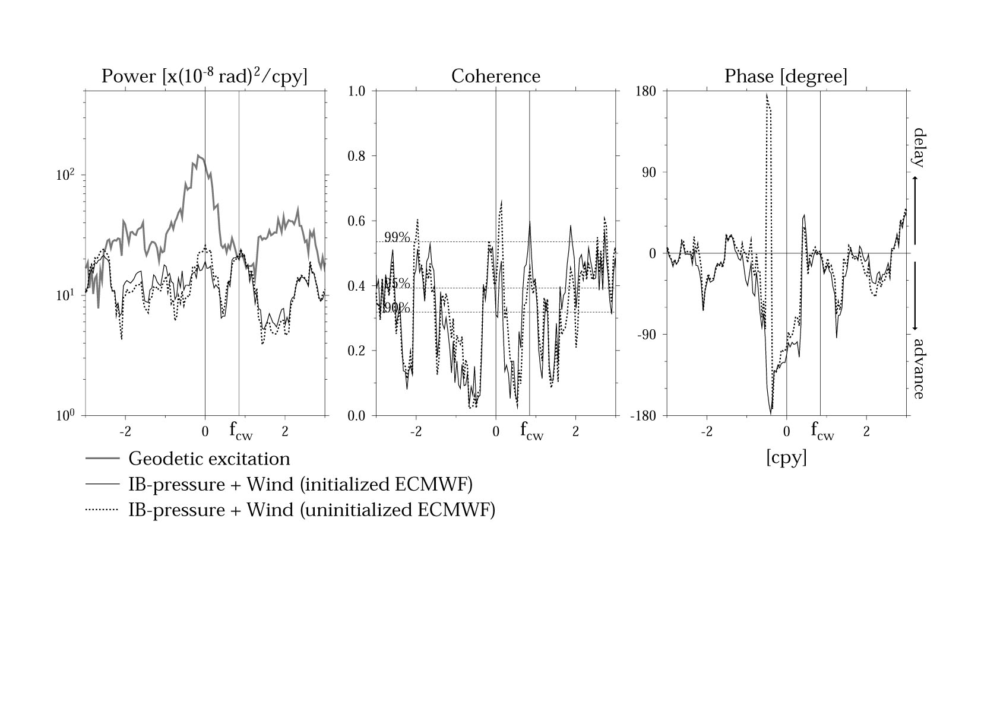 Power [x(10-8 rad)2/cpy]
102
101
100
-2 0 fcw 2
Coherence
1.0
0.8
0.6
0.4
0.2
0.0
99%
95%
90%
-2 0 fcw 2
Phase [degree]
180
90
0
-90
-180
-2 0 fcw 2
[cpy]
delay
advance
Geodetic excitation
IB-pressure + Wind (initialized ECMWF)
IB-pressure + Wind (uninitialized ECMWF)